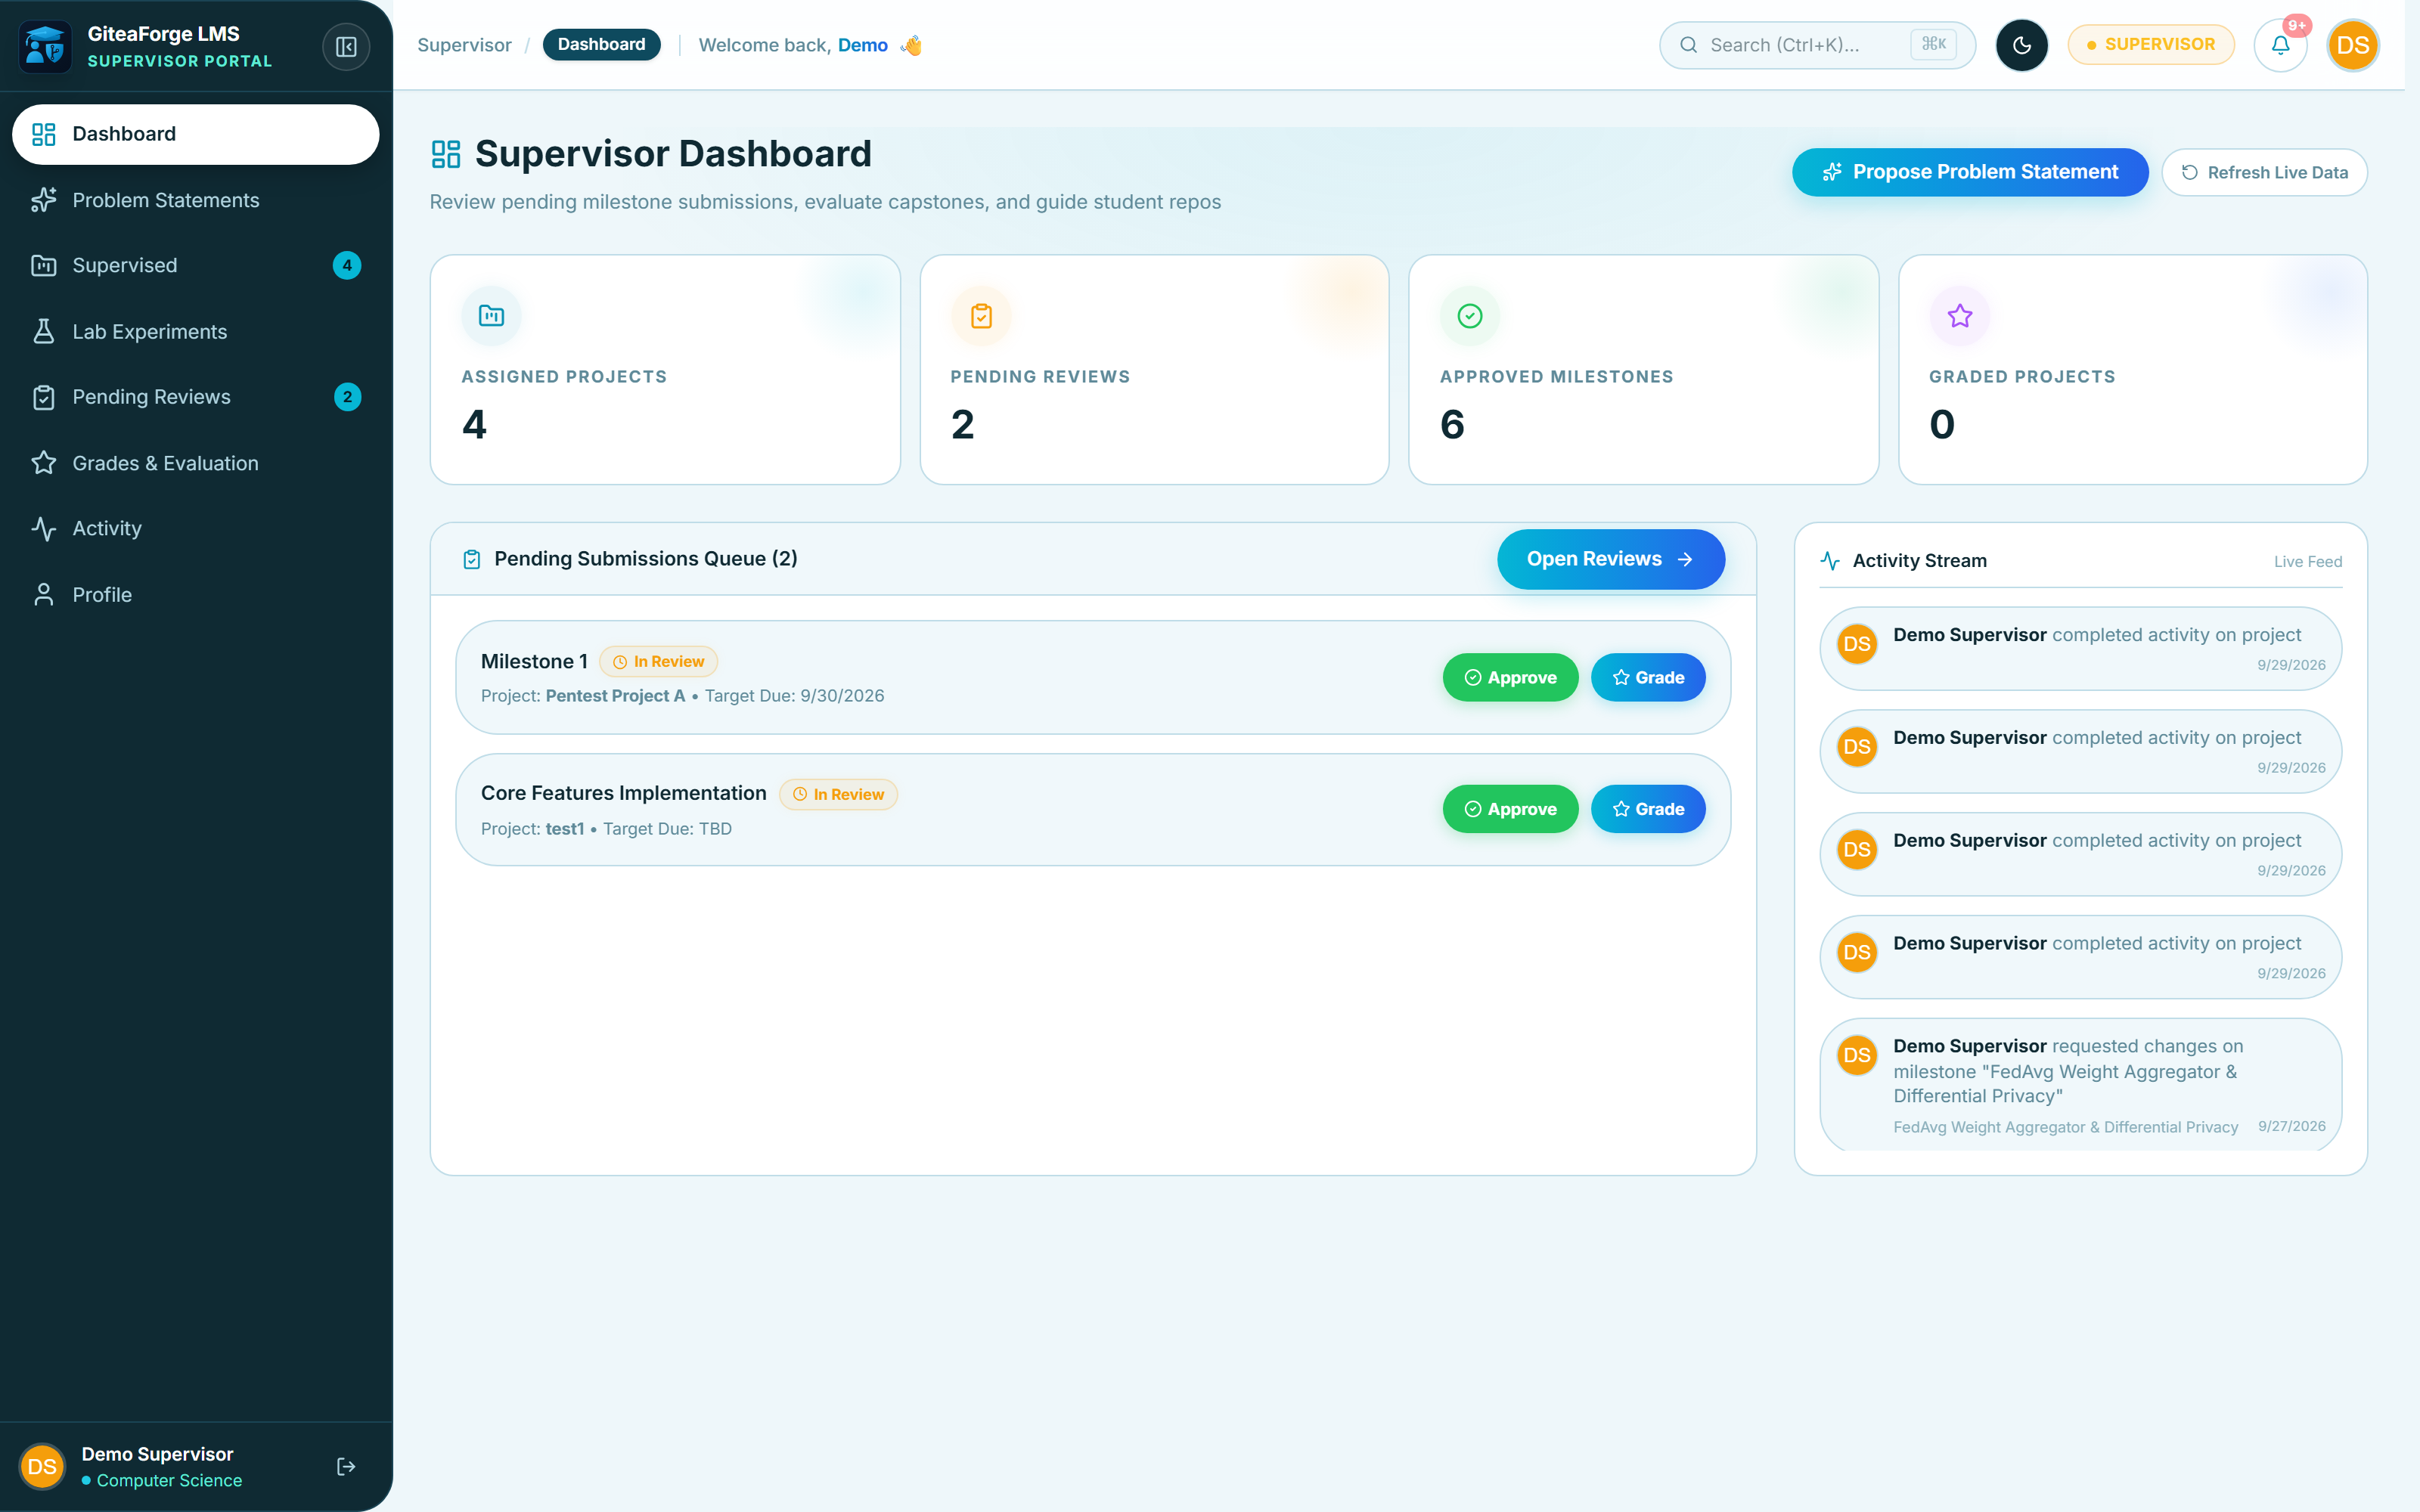 GiteaForge LMS
SUPERVISOR PORTAL
Dashboard
Problem Statements
Supervised 4
Lab Experiments
Pending Reviews 2
Grades & Evaluation
Activity
Profile
DS
Demo Supervisor
Computer Science
Supervisor / Dashboard Welcome back, Demo 👋
Search (Ctrl+K)... ⌘K
SUPERVISOR
9+
DS
Supervisor Dashboard
Review pending milestone submissions, evaluate capstones, and guide student repos
Propose Problem Statement
Refresh Live Data
ASSIGNED PROJECTS
4
PENDING REVIEWS
2
APPROVED MILESTONES
6
GRADED PROJECTS
0
Pending Submissions Queue (2)
Open Reviews →
Milestone 1 In Review
Project: Pentest Project A • Target Due: 9/30/2026
Approve Grade
Core Features Implementation In Review
Project: test1 • Target Due: TBD
Approve Grade
Activity Stream Live Feed
DS Demo Supervisor completed activity on project
9/29/2026
DS Demo Supervisor completed activity on project
9/29/2026
DS Demo Supervisor completed activity on project
9/29/2026
DS Demo Supervisor completed activity on project
9/29/2026
DS Demo Supervisor requested changes on
milestone "FedAvg Weight Aggregator &
Differential Privacy"
FedAvg Weight Aggregator & Differential Privacy 9/27/2026